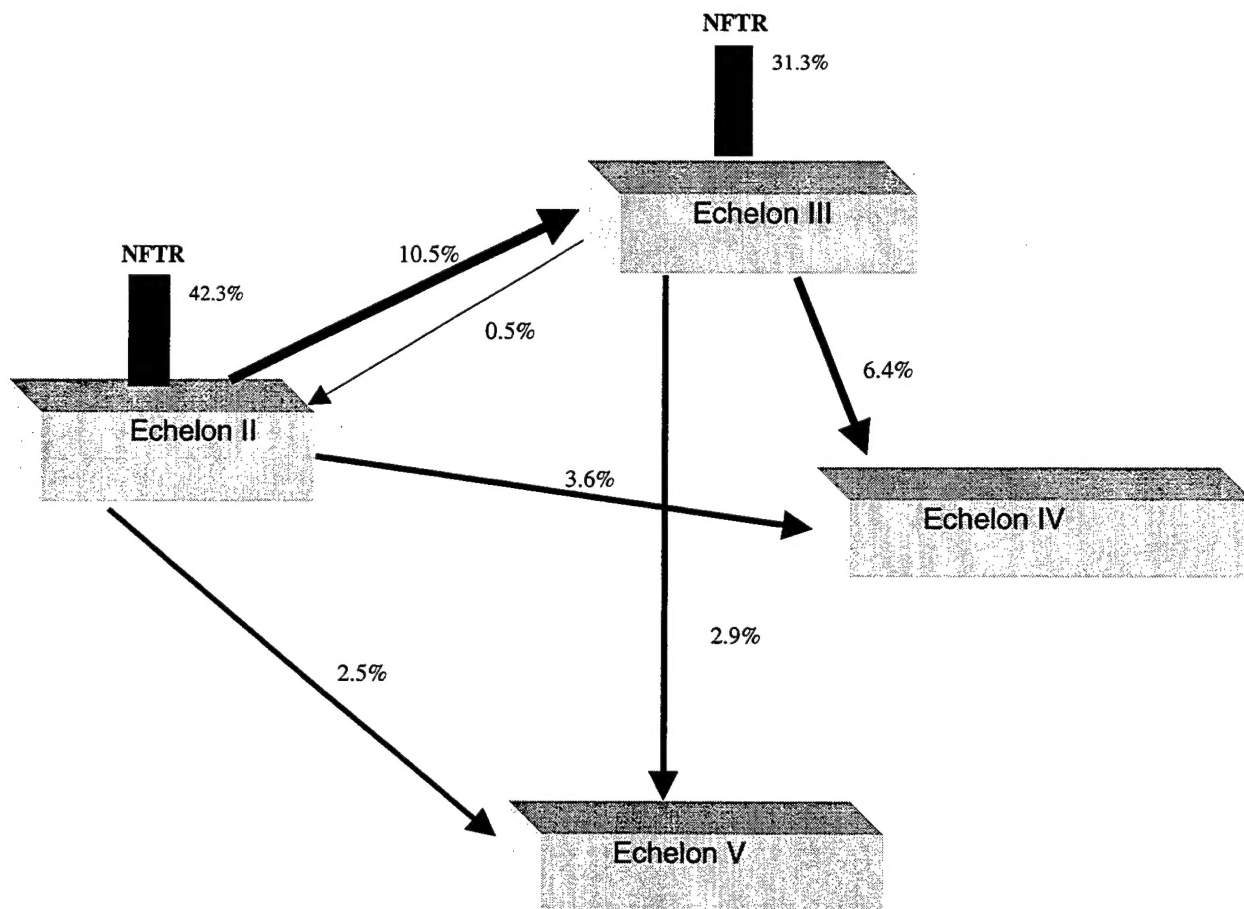 NFTR
31.3%
Echelon III
10.5%
NFTR
42.3%
0.5%
6.4%
Echelon II
3.6%
Echelon IV
2.9%
2.5%
Echelon V